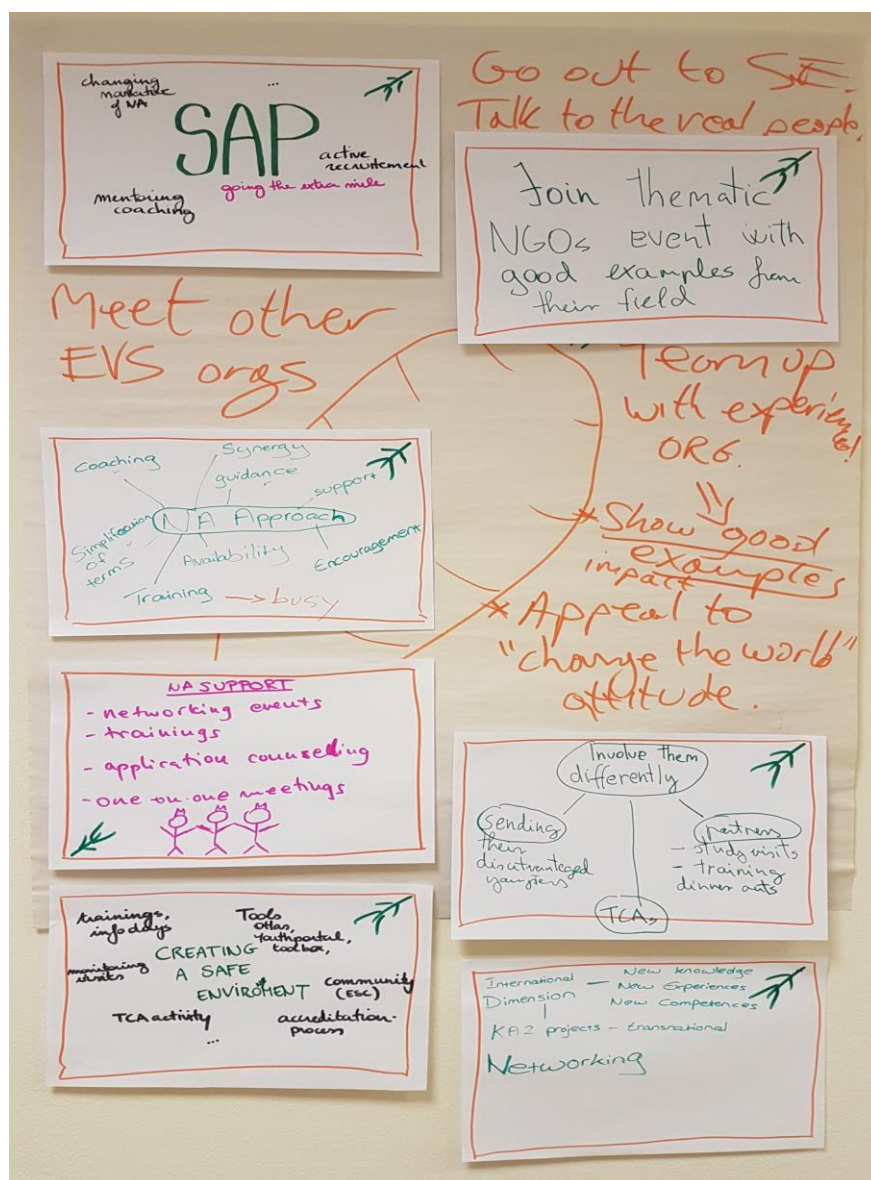 changing
narrative
of NA
...
SAP
active
recruitement
going the extra mile
mentoring
coaching
Go out to SE.
Talk to the real people.
Join thematic
NGOs event with
good examples from
their field
Meet other
EVS orgs
Team up
with experien
ORG.
* Show good
examples
impact
* Appeal to
"change the world"
attitude.
Coaching
Synergy
guidance
support
NA Approach
Simplification
of
terms
Availability
Encouragement
Training → busy
NA SUPPORT
- networking events
- trainings
- application counselling
- one-on-one meetings
Involve them
differently
Sending
their
disatvanteged
partners
- study visits
- training
dinner outs
TCAs
trainings,
info days
Tools
Otlas,
Youthportal,
toolbox,
CREATING
A SAFE
ENVIROMENT
monitoring
visits
community
(ESC)
TCA activity
accreditation-
process
...
International
Dimension
New knowledge
New Experiences
New Competences
KA2 projects - transnational
Networking